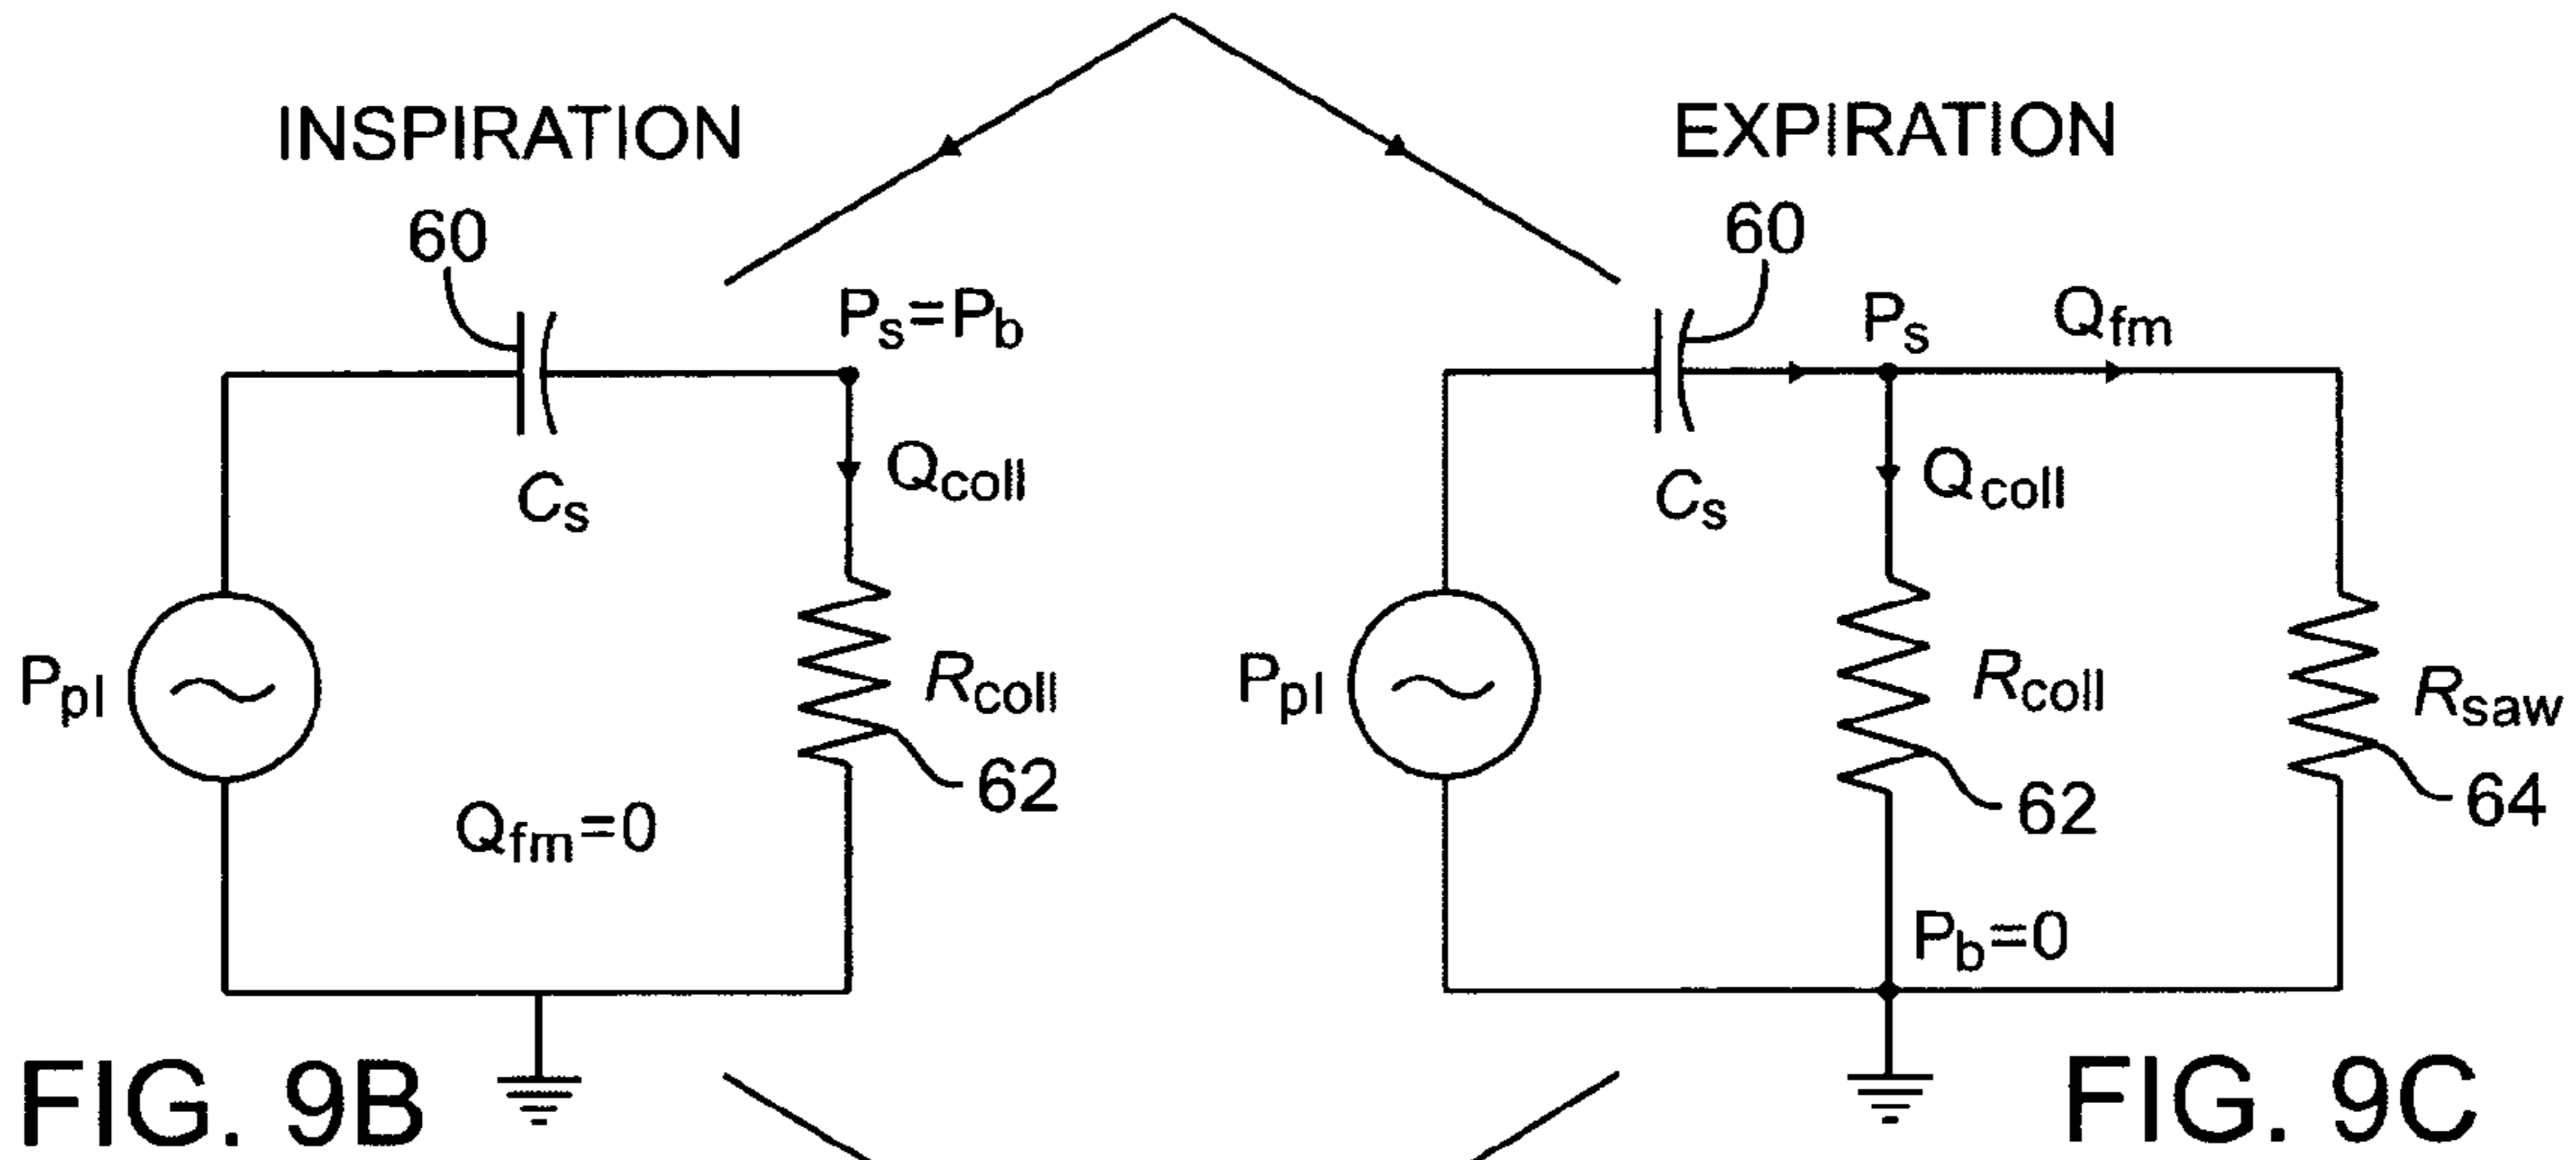 INSPIRATION
60
Ps=Pb
Cs
Qcoll
Ppl
Rcoll
62
Qfm=0
FIG. 9B
EXPIRATION
60
Ps
Qfm
Cs
Qcoll
Ppl
Rcoll
62
Rsaw
64
Pb=0
FIG. 9C